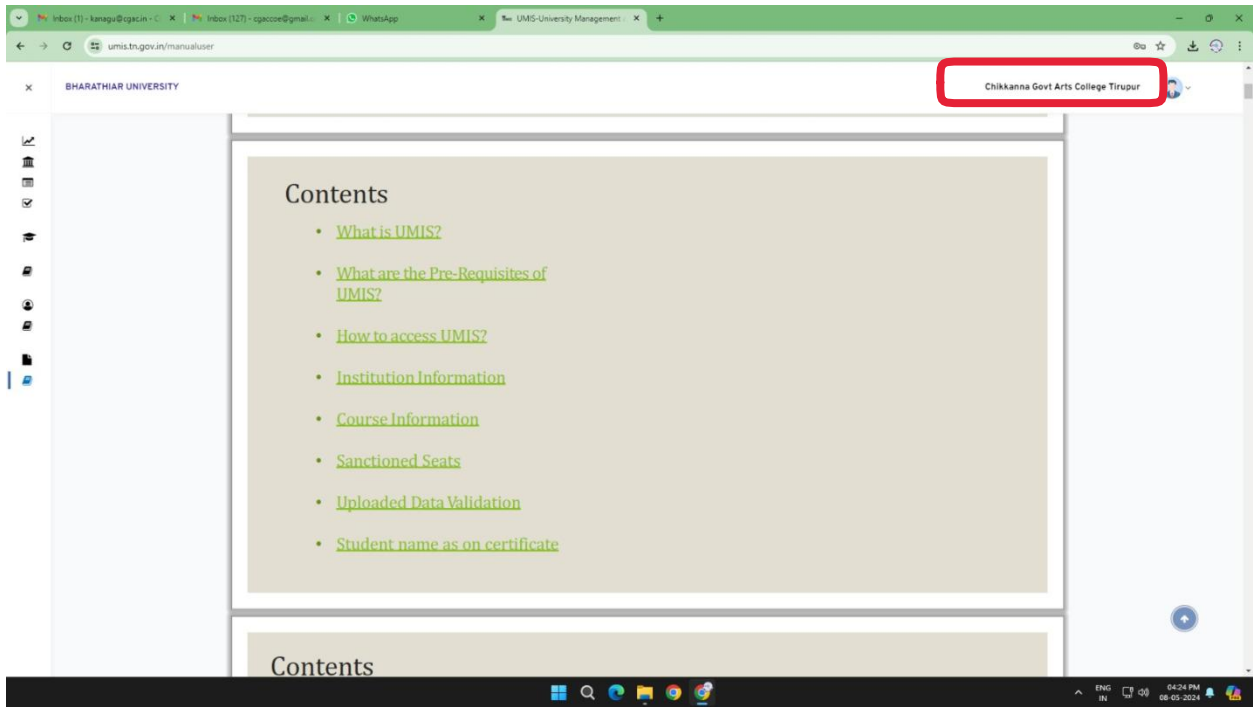 Inbox (1) - kanagu@cgac.in - C
Inbox (127) - cgaccoe@gmail.c
WhatsApp
UMIS-University Management
umis.tn.gov.in/manualuser
BHARATHIAR UNIVERSITY
Chikkanna Govt Arts College Tirupur
Contents
• What is UMIS?
• What are the Pre-Requisites of
UMIS?
• How to access UMIS?
• Institution Information
• Course Information
• Sanctioned Seats
• Uploaded Data Validation
• Student name as on certificate
Contents
ENG
IN
04:24 PM
08-05-2024